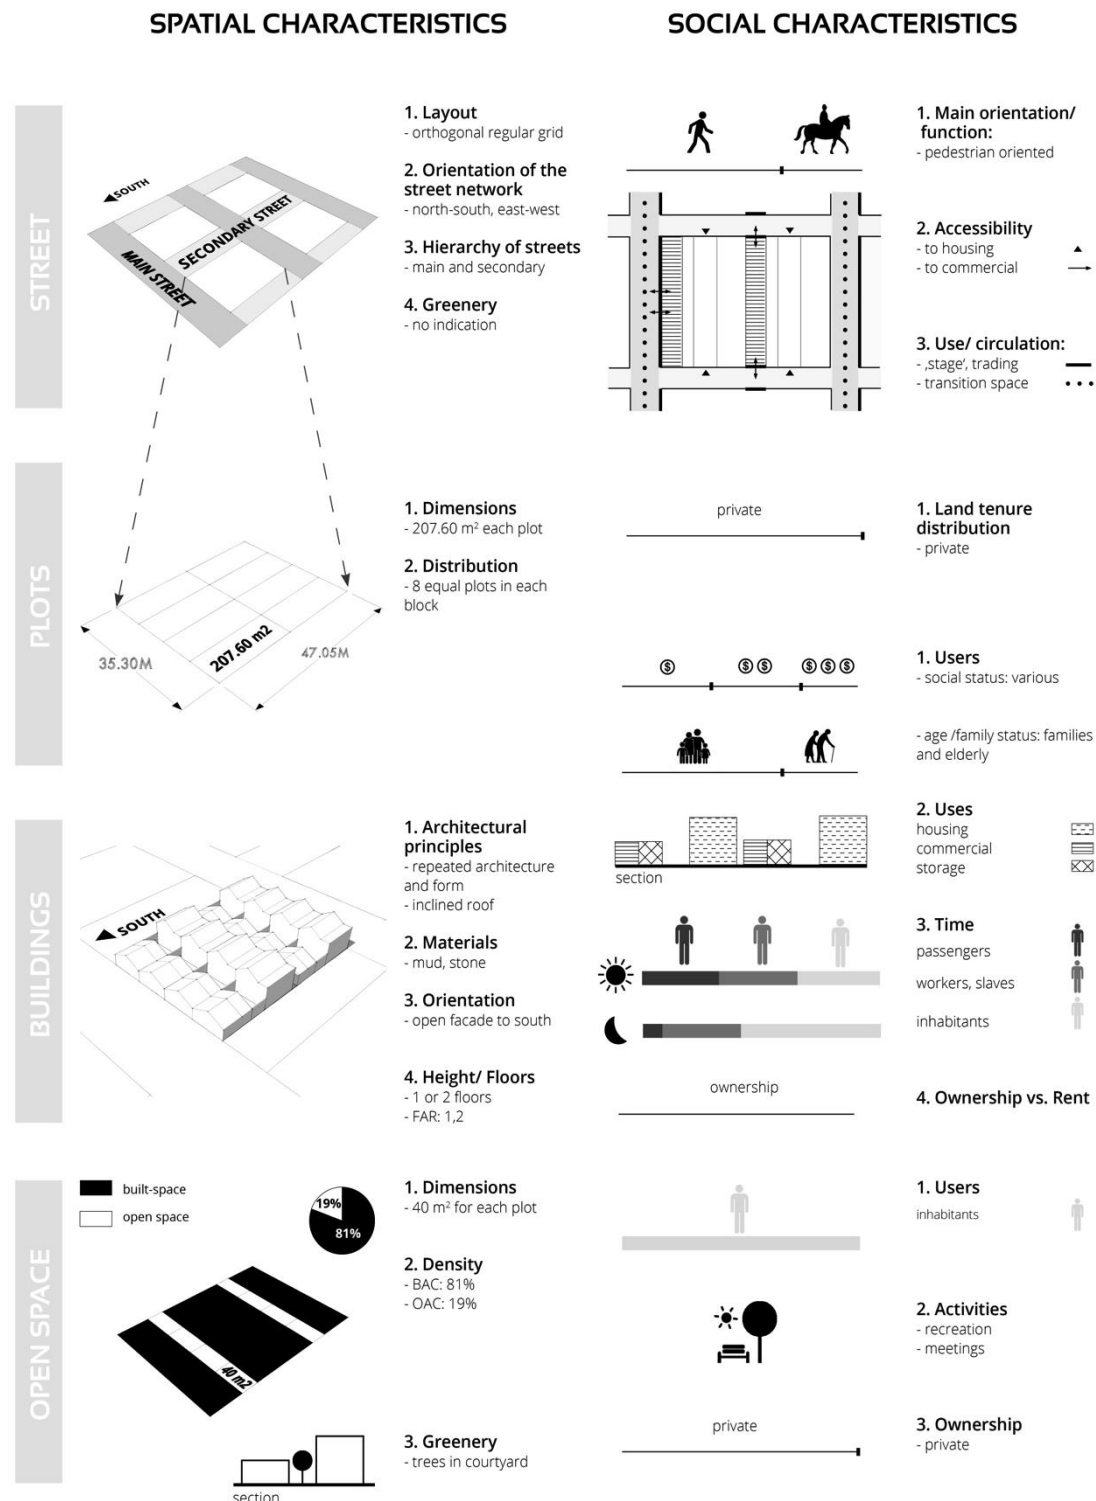 SPATIAL CHARACTERISTICS
SOCIAL CHARACTERISTICS
STREET
SOUTH
MAIN STREET
SECONDARY STREET
1. Layout
- orthogonal regular grid
2. Orientation of the
street network
- north-south, east-west
3. Hierarchy of streets
- main and secondary
4. Greenery
- no indication
1. Main orientation/
function:
- pedestrian oriented
2. Accessibility
- to housing
- to commercial
3. Use/ circulation:
- ‚stage‘, trading
- transition space
PLOTS
35.30M
207.60 m2
47.05M
1. Dimensions
- 207.60 m² each plot
2. Distribution
- 8 equal plots in each
block
private
1. Land tenure
distribution
- private
BUILDINGS
SOUTH
1. Architectural
principles
- repeated architecture
and form
- inclined roof
2. Materials
- mud, stone
3. Orientation
- open facade to south
4. Height/ Floors
- 1 or 2 floors
- FAR: 1,2
$
$ $
$ $ $
1. Users
- social status: various
- age /family status: families
and elderly
section
2. Uses
housing
commercial
storage
3. Time
passengers
workers, slaves
inhabitants
ownership
4. Ownership vs. Rent
OPEN SPACE
built-space
open space
19%
81%
40 m2
section
1. Dimensions
- 40 m² for each plot
2. Density
- BAC: 81%
- OAC: 19%
3. Greenery
- trees in courtyard
1. Users
inhabitants
2. Activities
- recreation
- meetings
private
3. Ownership
- private